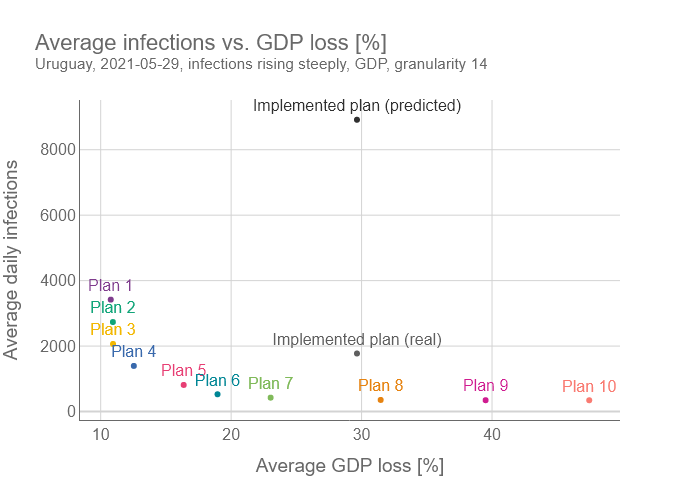 Average infections vs. GDP loss [%]
Uruguay, 2021-05-29, infections rising steeply, GDP, granularity 14
Implemented plan (predicted)
8000
6000
4000
2000
0
Average daily infections
Plan 1
Plan 2
Plan 3
Plan 4
Plan 5
Plan 6
Plan 7
Implemented plan (real)
Plan 8
Plan 9
Plan 10
10
20
30
40
Average GDP loss [%]